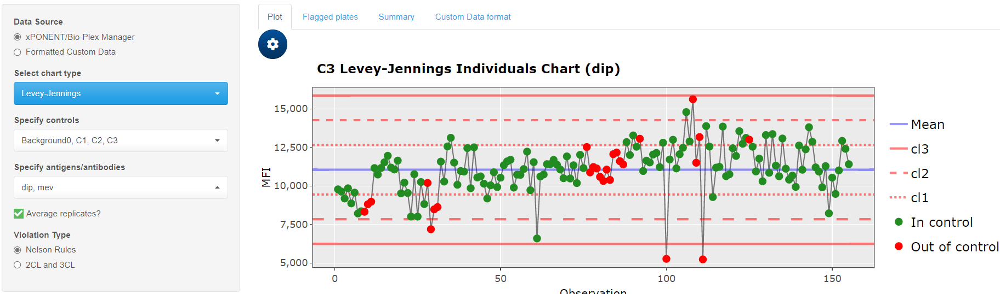 Data Source
xPONENT/Bio-Plex Manager
Formatted Custom Data
Select chart type
Levey-Jennings
Specify controls
Background0, C1, C2, C3
Specify antigens/antibodies
dip, mev
Average replicates?
Violation Type
Nelson Rules
2CL and 3CL
Plot Flagged plates Summary Custom Data format
C3 Levey-Jennings Individuals Chart (dip)
MFI
15,000
12,500
10,000
7,500
5,000
0 50 100 150
Observation
Mean
cl3
cl2
cl1
In control
Out of control